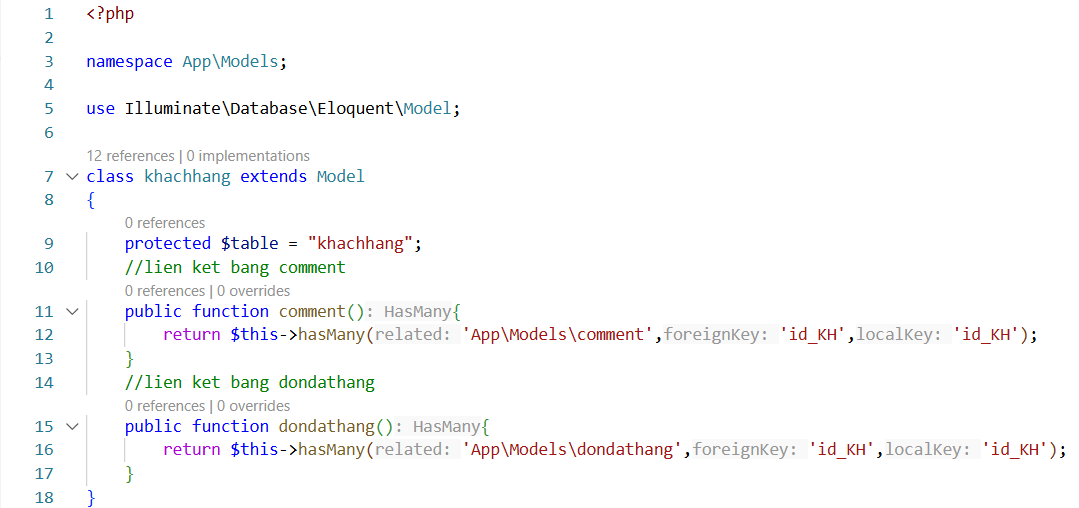 1 <?php
2
3 namespace App\Models;
4
5 use Illuminate\Database\Eloquent\Model;
6
12 references | 0 implementations
7 class khachhang extends Model
8 {
0 references
9 protected $table = "khachhang";
10 //lien ket bang comment
0 references | 0 overrides
11 public function comment(): HasMany{
12 return $this->hasMany(related: 'App\Models\comment',foreignKey: 'id_KH',localKey: 'id_KH');
13 }
14 //lien ket bang dondathang
0 references | 0 overrides
15 public function dondathang(): HasMany{
16 return $this->hasMany(related: 'App\Models\dondathang',foreignKey: 'id_KH',localKey: 'id_KH');
17 }
18 }